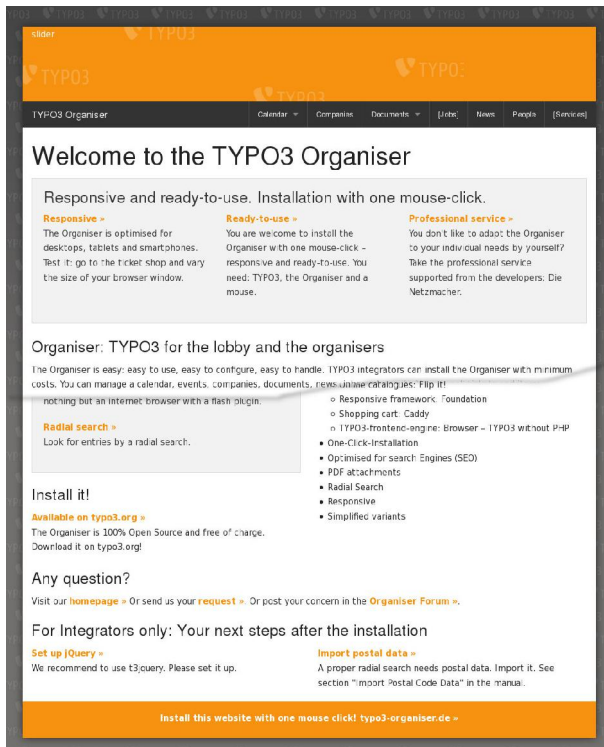 slider
TYPO3
TYPO3
TYPO3
TYPO3
TYPO3 Organiser
Calendar
Companies
Documents
[Jobs]
News
People
[Services]
Welcome to the TYPO3 Organiser
Responsive and ready-to-use. Installation with one mouse-click.
Responsive »
The Organiser is optimised for
desktops, tablets and smartphones.
Test it: go to the ticket shop and vary
the size of your browser window.
Ready-to-use »
You are welcome to install the
Organiser with one mouse-click –
responsive and ready-to-use. You
need: TYPO3, the Organiser and a
mouse.
Professional service »
You don't like to adapt the Organiser
to your individual needs by yourself?
Take the professional service
supported from the developers: Die
Netzmacher.
Organiser: TYPO3 for the lobby and the organisers
The Organiser is easy: easy to use, easy to configure, easy to handle. TYPO3 integrators can install the Organiser with minimum
costs. You can manage a calendar, events, companies, documents, news online catalogues: Flip it!
nothing but an internet browser with a flash plugin.
Radial search »
Look for entries by a radial search.
Responsive framework: Foundation
Shopping cart: Caddy
TYPO3-frontend-engine: Browser – TYPO3 without PHP
One-Click-Installation
Optimised for search Engines (SEO)
PDF attachments
Radial Search
Responsive
Simplified variants
Install it!
Available on typo3.org »
The Organiser is 100% Open Source and free of charge.
Download it on typo3.org!
Any question?
Visit our homepage » Or send us your request ». Or post your concern in the Organiser Forum ».
For Integrators only: Your next steps after the installation
Set up jQuery »
We recommend to use t3jquery. Please set it up.
Import postal data »
A proper radial search needs postal data. Import it. See
section "Import Postal Code Data" in the manual.
Install this website with one mouse click! typo3-organiser.de »